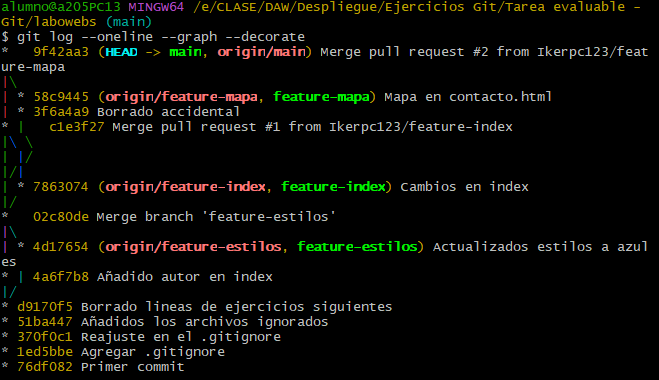 alumno@a205PC13 MINGW64 /e/CLASE/DAW/Despliegue/Ejercicios Git/Tarea evaluable -
Git/labowebs (main)
$ git log --oneline --graph --decorate
*   9f42aa3 (HEAD -> main, origin/main) Merge pull request #2 from Ikerpc123/feat
ure-mapa
|\
| * 58c9445 (origin/feature-mapa, feature-mapa) Mapa en contacto.html
| * 3f6a4a9 Borrado accidental
* |   c1e3f27 Merge pull request #1 from Ikerpc123/feature-index
|\ \
| |/
|/|
| * 7863074 (origin/feature-index, feature-index) Cambios en index
|/
*   02c80de Merge branch 'feature-estilos'
|\
| * 4d17654 (origin/feature-estilos, feature-estilos) Actualizados estilos a azul
es
* | 4a6f7b8 Añadido autor en index
|/
* d9170f5 Borrado lineas de ejercicios siguientes
* 51ba447 Añadidos los archivos ignorados
* 370f0c1 Reajuste en el .gitignore
* 1ed5bbe Agregar .gitignore
* 76df082 Primer commit